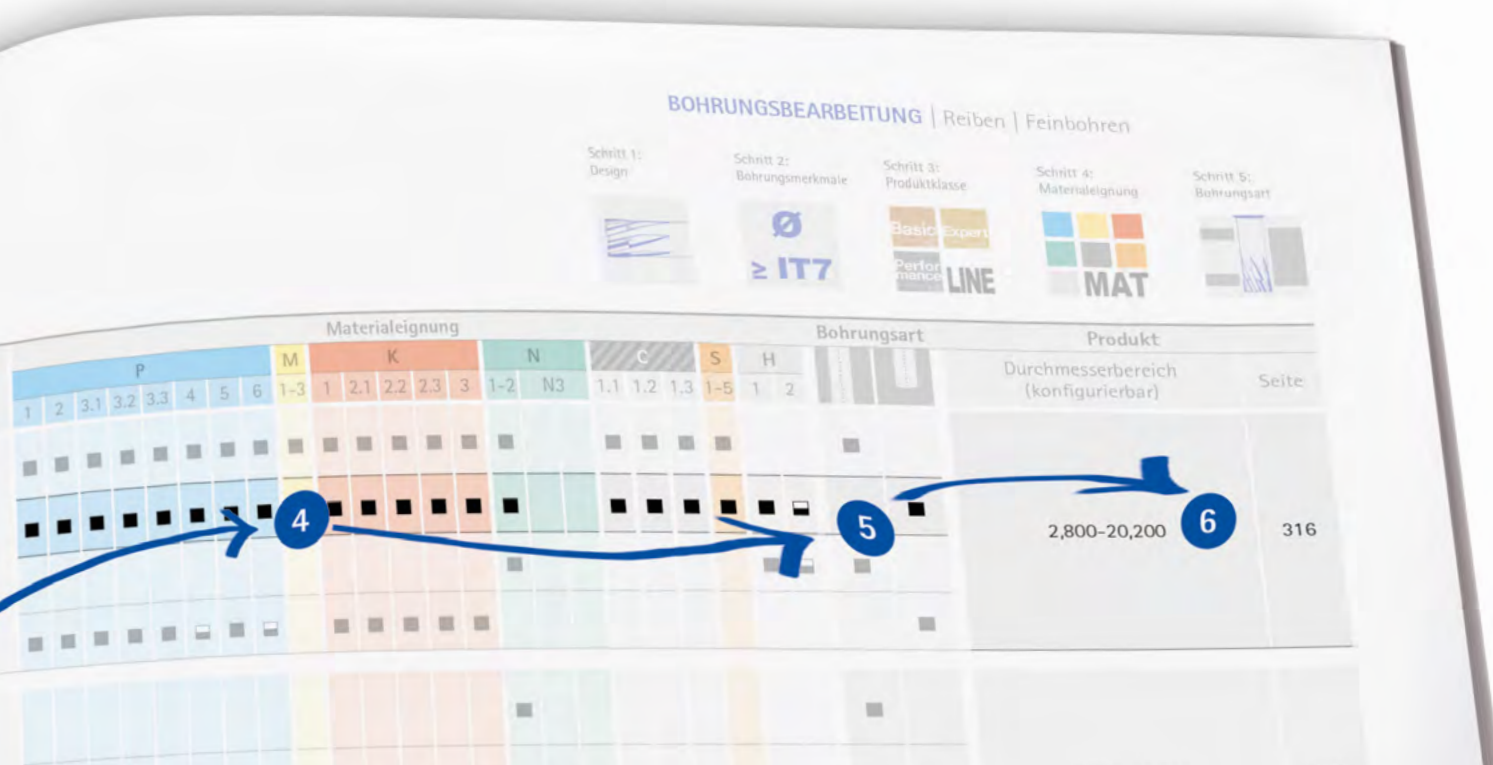 BOHRUNGSBEARBEITUNG | Reiben | Feinbohren
Schritt 1:
Design
Schritt 2:
Bohrungsmerkmale
Schritt 3:
Produktklasse
Schritt 4:
Materialeignung
Schritt 5:
Bohrungsart
Ø
≥ IT7
Basic Expert
Perfor
mance LINE
MAT
Materialeignung Bohrungsart Produkt
P M K N C S H Durchmesserbereich
(konfigurierbar) Seite
1 2 3.1 3.2 3.3 4 5 6 1-3 1 2.1 2.2 2.3 3 1-2 N3 1.1 1.2 1.3 1-5 1 2
4 5 6
2,800-20,200 316